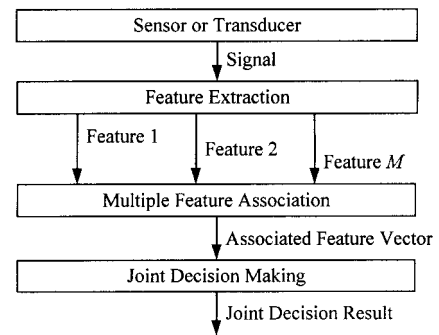 Sensor or Transducer
Signal
Feature Extraction
Feature 1
Feature 2
Feature M
Multiple Feature Association
Associated Feature Vector
Joint Decision Making
Joint Decision Result